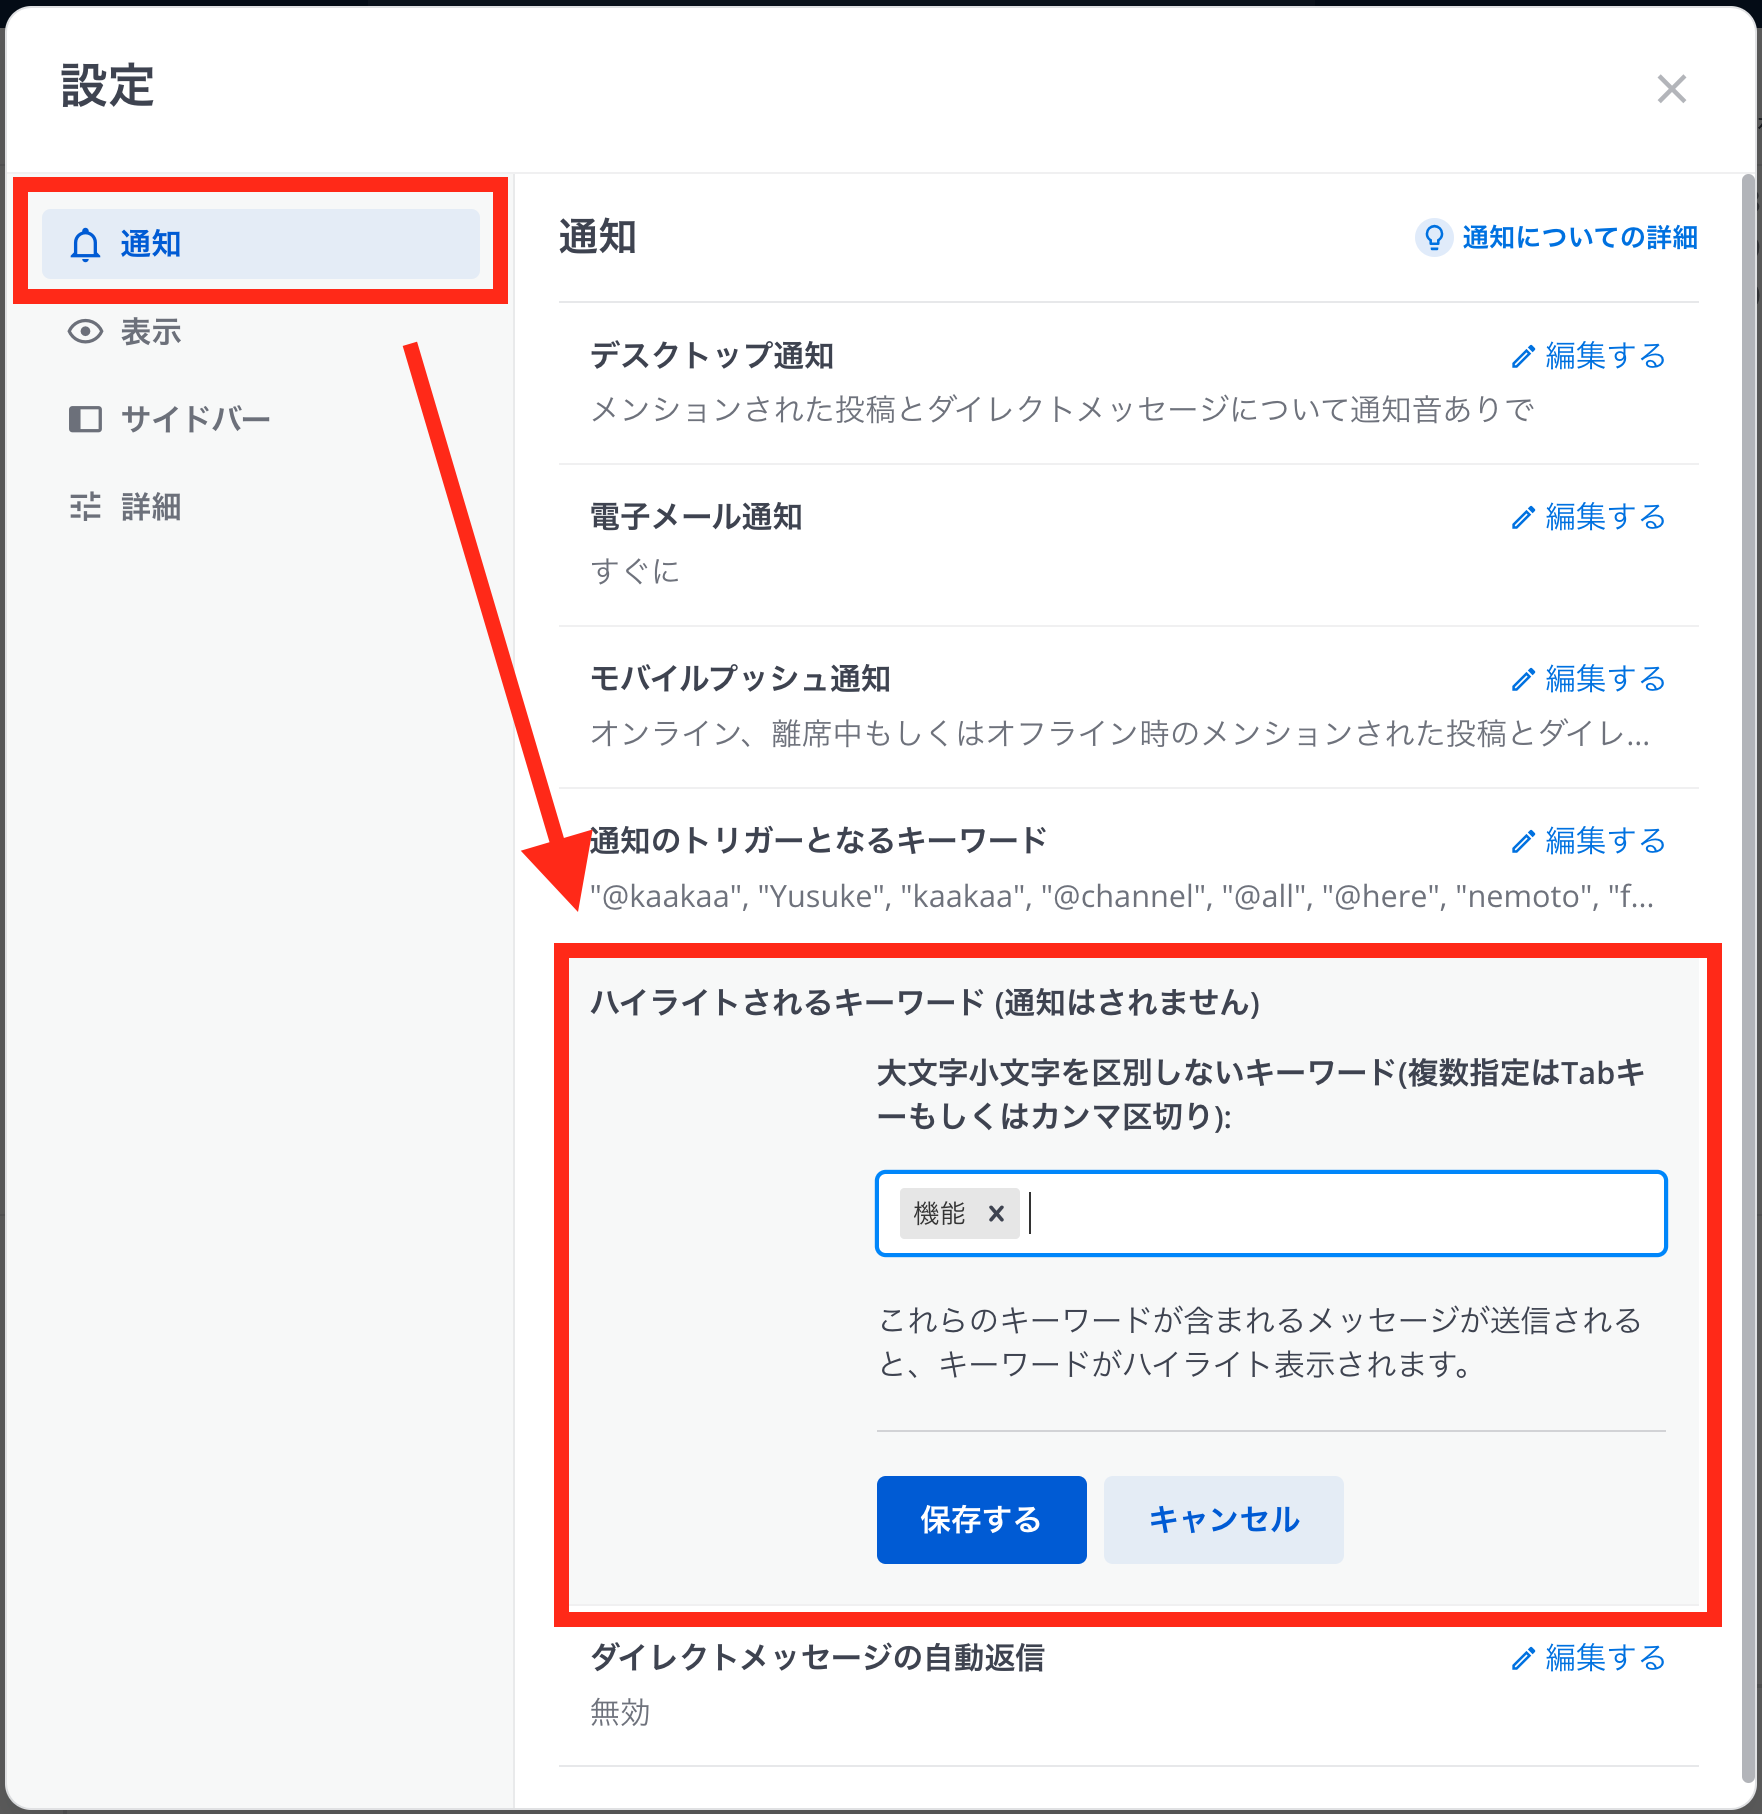 設定
通知
表示
サイドバー
詳細
通知
通知についての詳細
デスクトップ通知
編集する
メンションされた投稿とダイレクトメッセージについて通知音ありで
電子メール通知
編集する
すぐに
モバイルプッシュ通知
編集する
オンライン、離席中もしくはオフライン時のメンションされた投稿とダイレ...
通知のトリガーとなるキーワード
編集する
"@kaakaa", "Yusuke", "kaakaa", "@channel", "@all", "@here", "nemoto", "f...
ハイライトされるキーワード (通知はされません)
大文字小文字を区別しないキーワード(複数指定はTabキ
ーもしくはカンマ区切り):
機能
これらのキーワードが含まれるメッセージが送信される
と、キーワードがハイライト表示されます。
保存する
キャンセル
ダイレクトメッセージの自動返信
編集する
無効